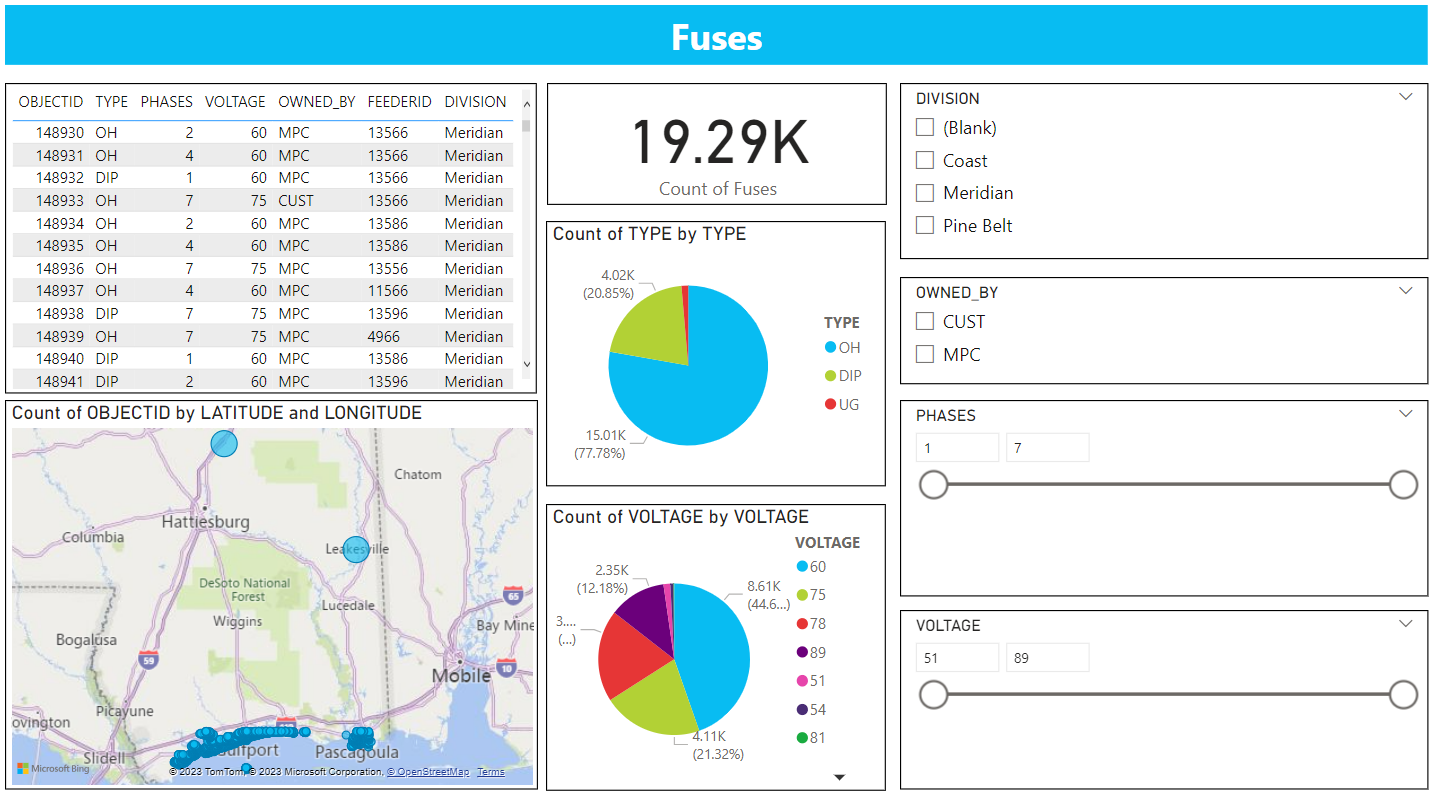 Fuses
OBJECTID TYPE PHASES VOLTAGE OWNED_BY FEEDERID DIVISION
148930 OH 2 60 MPC 13566 Meridian
148931 OH 4 60 MPC 13566 Meridian
148932 DIP 1 60 MPC 13566 Meridian
148933 OH 7 75 CUST 13566 Meridian
148934 OH 2 60 MPC 13586 Meridian
148935 OH 4 60 MPC 13586 Meridian
148936 OH 7 75 MPC 13556 Meridian
148937 OH 4 60 MPC 11566 Meridian
148938 DIP 7 75 MPC 13596 Meridian
148939 OH 7 75 MPC 4966 Meridian
148940 DIP 1 60 MPC 13586 Meridian
148941 DIP 2 60 MPC 13596 Meridian
Count of OBJECTID by LATITUDE and LONGITUDE
Chatom
Hattiesburg
Columbia
Leakesville
DeSoto National
Forest
65
Lucedale
Wiggins
Bay Mine
Bogalusa
59
10
Mobile
Picayune
ovington
Gulfport
Pascagoula
Slidell
Microsoft Bing
© 2023 TomTom, © 2023 Microsoft Corporation, © OpenStreetMap Terms
19.29K
Count of Fuses
Count of TYPE by TYPE
4.02K
(20.85%)
15.01K
(77.78%)
TYPE
OH
DIP
UG
Count of VOLTAGE by VOLTAGE
2.35K
(12.18%)
8.61K
(44.6...)
3....
(...)
4.11K
(21.32%)
VOLTAGE
60
75
78
89
51
54
81
DIVISION
(Blank)
Coast
Meridian
Pine Belt
OWNED_BY
CUST
MPC
PHASES
1 7
VOLTAGE
51 89